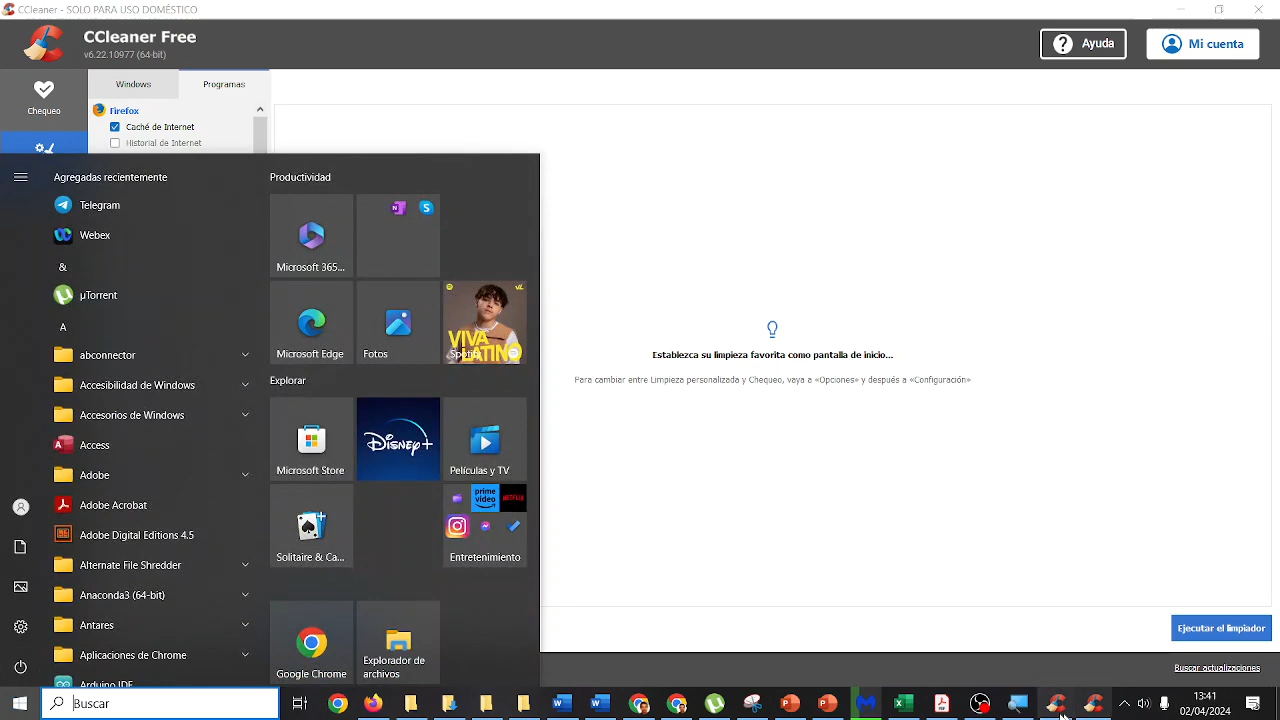 CCleaner - SOLO PARA USO DOMÉSTICO
CCleaner Free
v6.22.10977 (64-bit)
Ayuda
Mi cuenta
Chequeo
Windows
Programas
Firefox
Caché de Internet
Historial de Internet
Agregadas recientemente
Telegram
Webex
&
µTorrent
A
abconnector
Accesibilidad de Windows
Accesorios de Windows
Access
Adobe
Adobe Acrobat
Adobe Digital Editions 4.5
Alternate File Shredder
Anaconda3 (64-bit)
Antares
Aplicaciones de Chrome
Arduino IDE
Productividad
Microsoft 365...
Microsoft Edge
Fotos
VIVA
LATINO
Spotify
Explorar
Microsoft Store
Disney+
Películas y TV
Solitaire & Ca...
prime
video
NETFLIX
Entretenimiento
Google Chrome
Explorador de
archivos
Establezca su limpieza favorita como pantalla de inicio...
Para cambiar entre Limpieza personalizada y Chequeo, vaya a «Opciones» y después a «Configuración»
Ejecutar el limpiador
Buscar actualizaciones
Buscar
13:41
02/04/2024